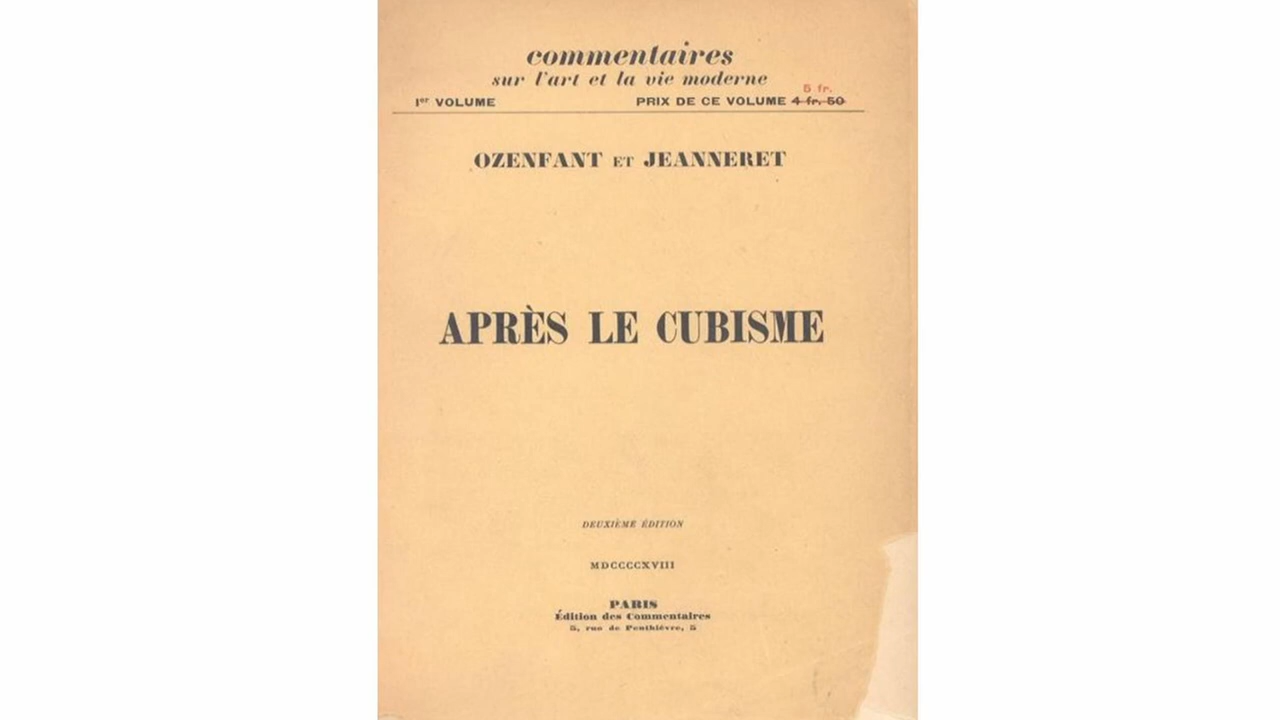 commentaires
sur l'art et la vie moderne
5 fr.
Iᵉʳ VOLUME PRIX DE CE VOLUME 4 fr. 50
OZENFANT ET JEANNERET
APRÈS LE CUBISME
DEUXIÈME ÉDITION
MDCCCCXVIII
PARIS
Édition des Commentaires
5, rue de Penthièvre, 5